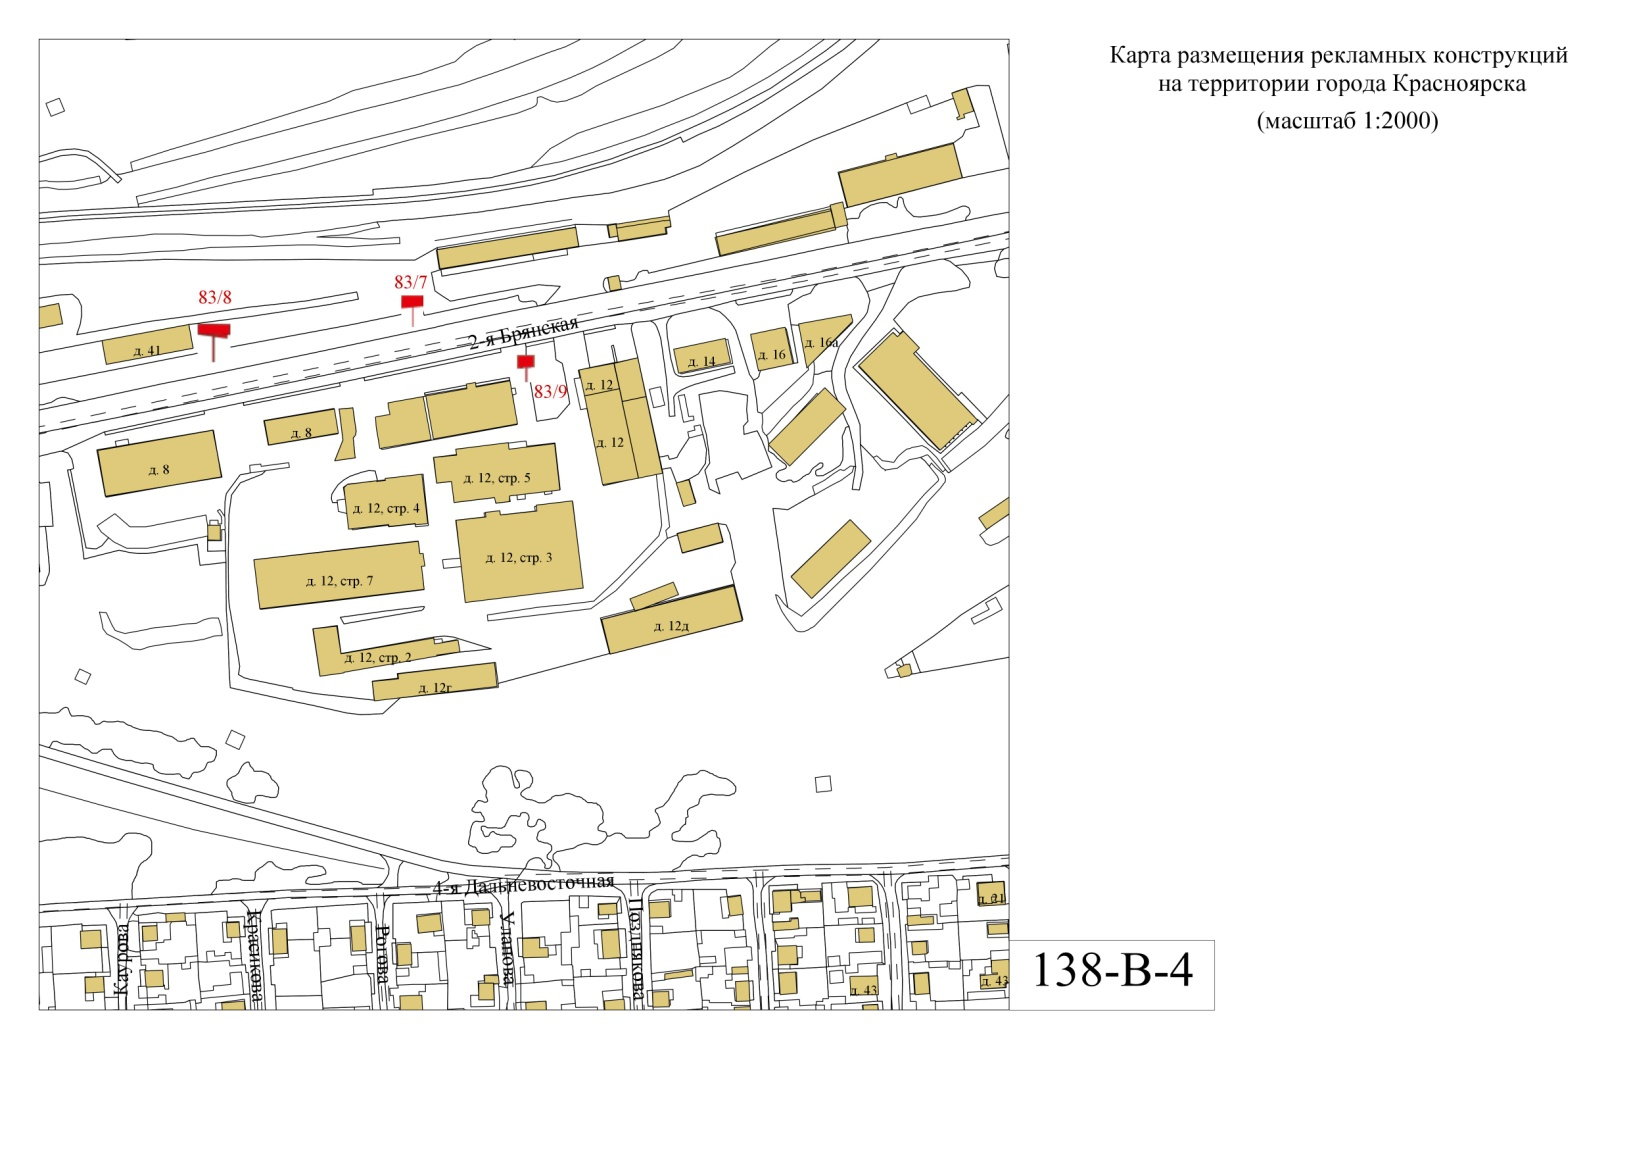 Карта размещения рекламных конструкций
на территории города Красноярска
(масштаб 1:2000)
83/8
83/7
2-я Брянская
83/9
д. 41
д. 14
д. 16
д. 16а
д. 12
д. 8
д. 12
д. 8
д. 12, стр. 5
д. 12, стр. 4
д. 12, стр. 3
д. 12, стр. 7
д. 12д
д. 12, стр. 2
д. 12г
4-я Дальневосточная
Каурова
Красикова
Рогова
Уланова
Позднякова
д. 43
д. 43
138-В-4